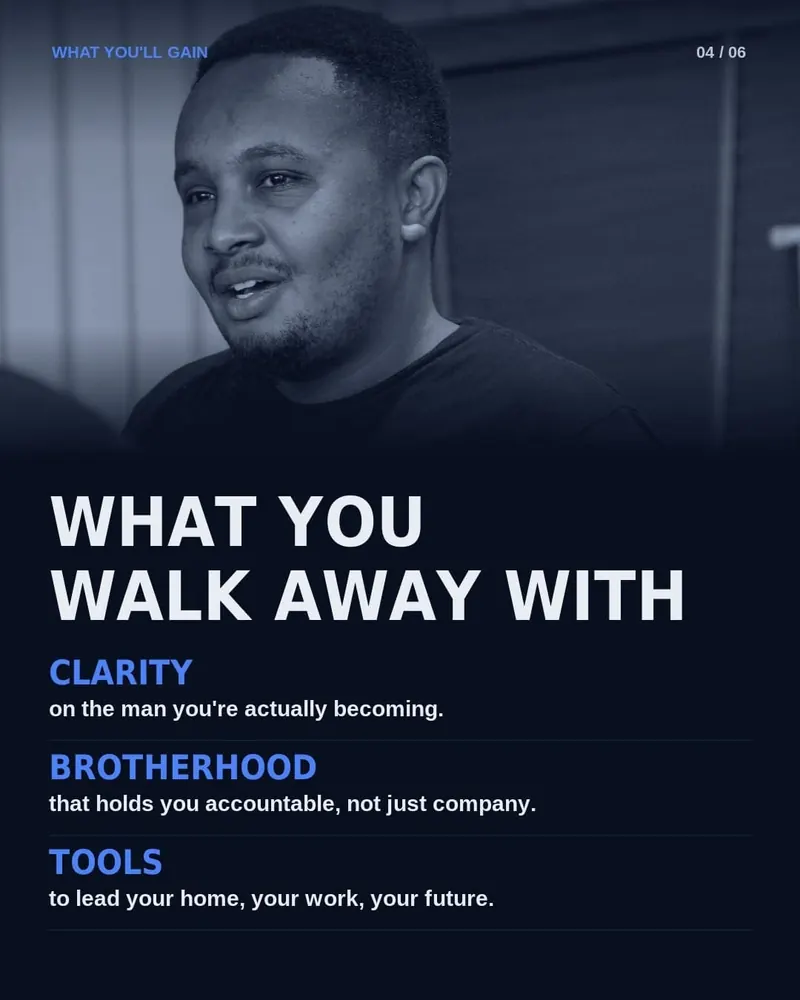 WHAT YOU'LL GAIN
04 / 06
WHAT YOU
WALK AWAY WITH
CLARITY
on the man you're actually becoming.
BROTHERHOOD
that holds you accountable, not just company.
TOOLS
to lead your home, your work, your future.